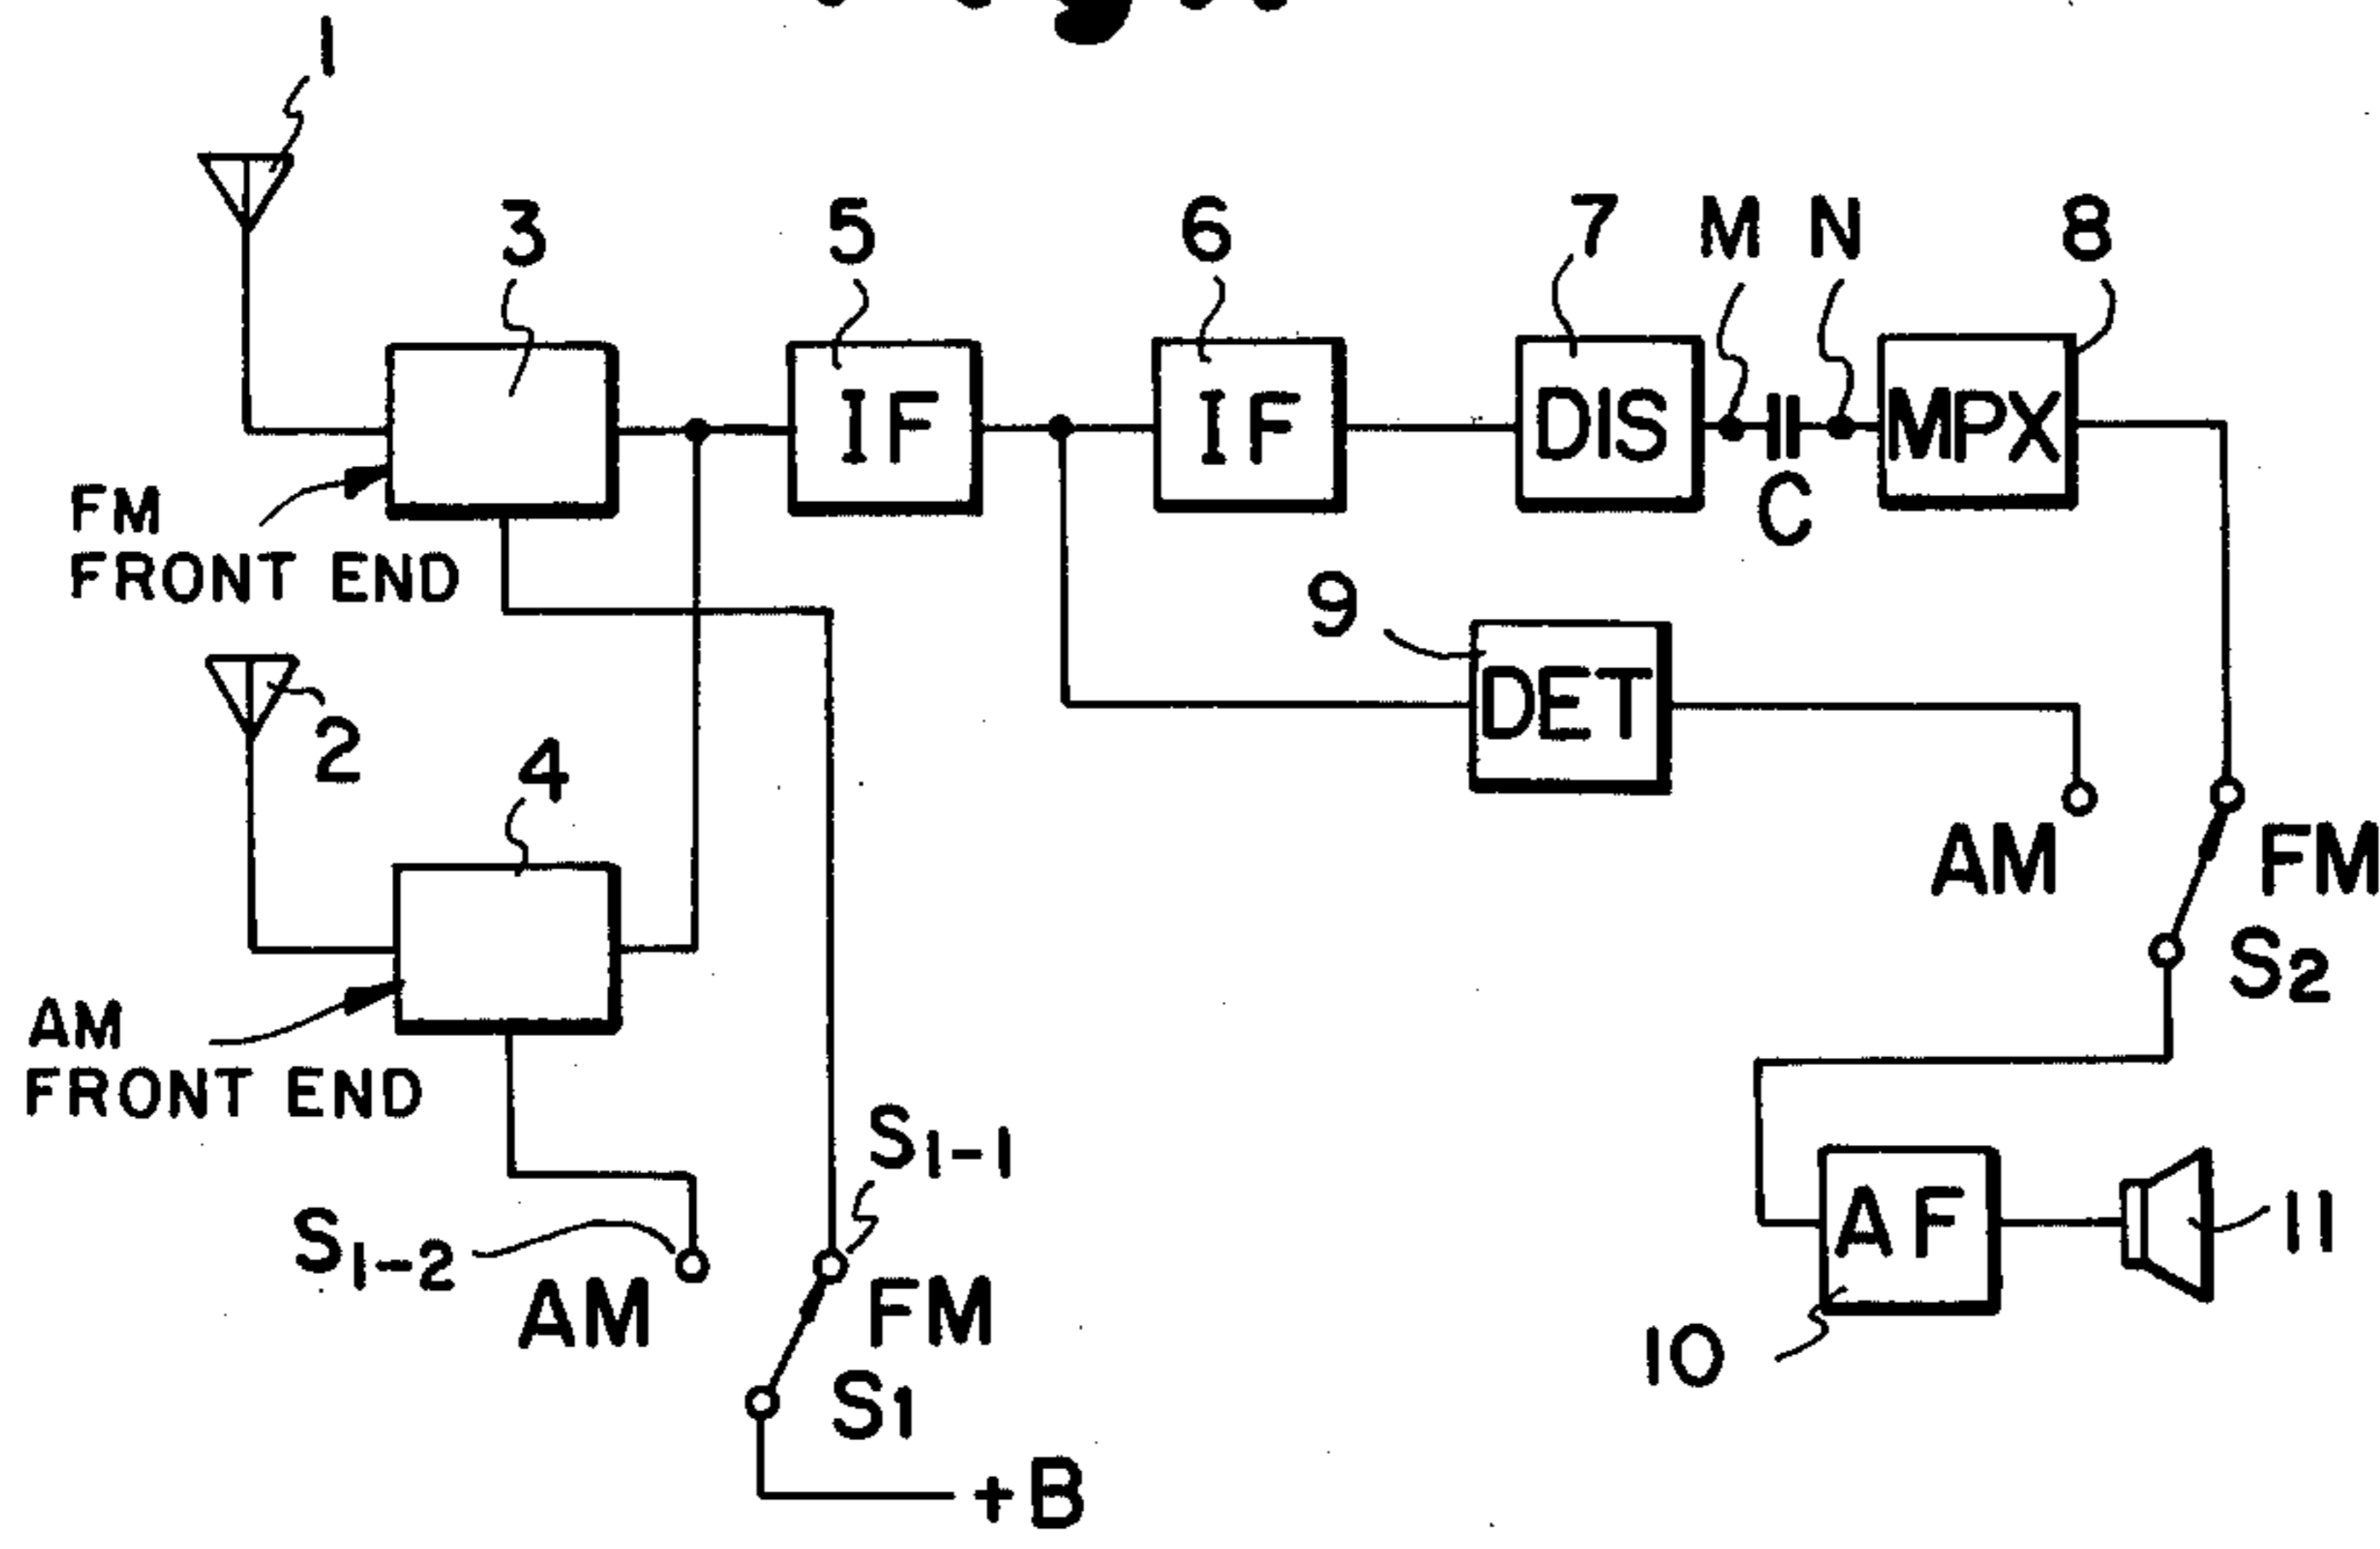 1
3
5
6
7
M
N
8
IF
IF
DIS
MPX
C
FM
FRONT END
9
DET
2
4
AM
FM
S2
AM
FRONT END
S1-1
S1-2
AM
FM
S1
+B
AF
11
10